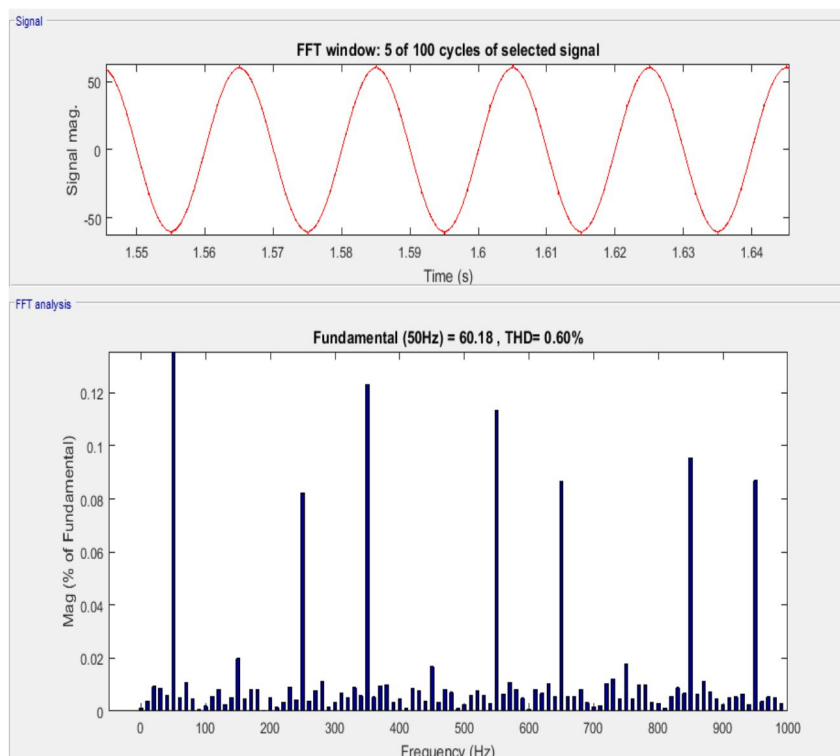 Signal
FFT window: 5 of 100 cycles of selected signal
50
0
-50
Signal mag.
1.55 1.56 1.57 1.58 1.59 1.6 1.61 1.62 1.63 1.64
Time (s)
FFT analysis
Fundamental (50Hz) = 60.18 , THD= 0.60%
0.12
0.1
0.08
0.06
0.04
0.02
0
Mag (% of Fundamental)
0 100 200 300 400 500 600 700 800 900 1000
Frequency (Hz)